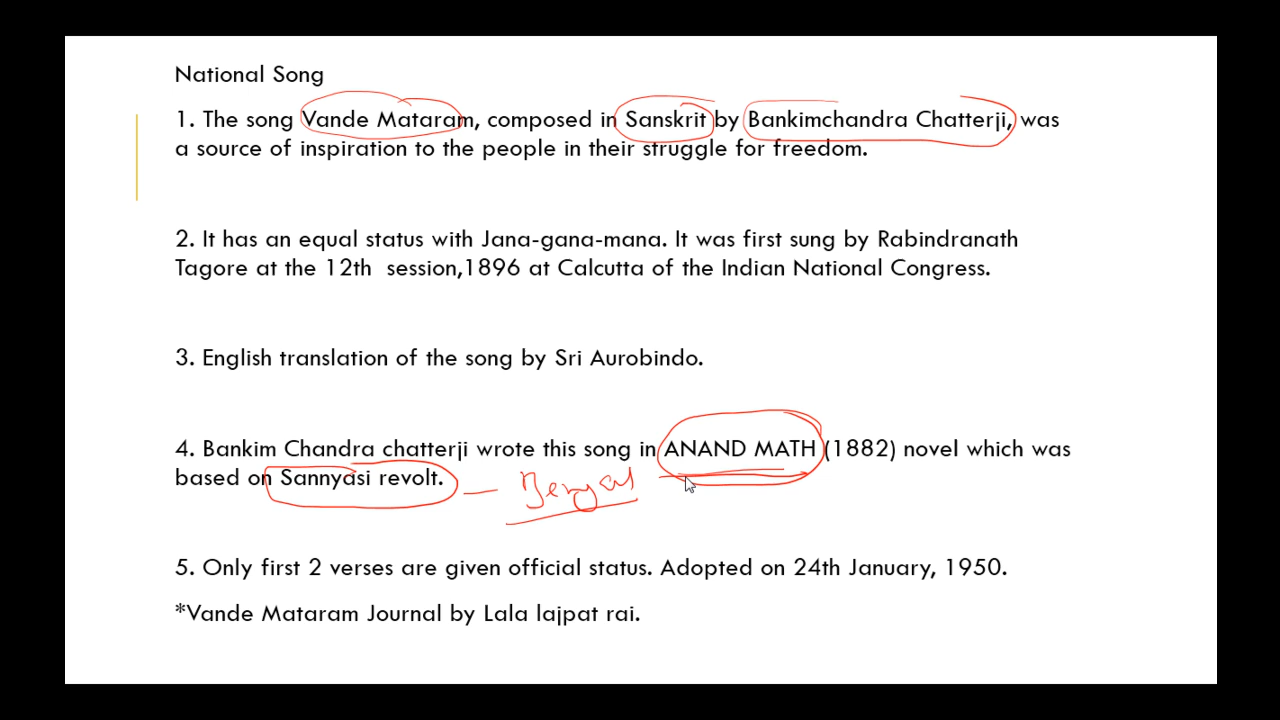 National Song
1. The song Vande Mataram, composed in Sanskrit by Bankimchandra Chatterji, was
a source of inspiration to the people in their struggle for freedom.
2. It has an equal status with Jana-gana-mana. It was first sung by Rabindranath
Tagore at the 12th session,1896 at Calcutta of the Indian National Congress.
3. English translation of the song by Sri Aurobindo.
4. Bankim Chandra chatterji wrote this song in ANAND MATH (1882) novel which was
based on Sannyasi revolt. — Bengal
5. Only first 2 verses are given official status. Adopted on 24th January, 1950.
*Vande Mataram Journal by Lala lajpat rai.